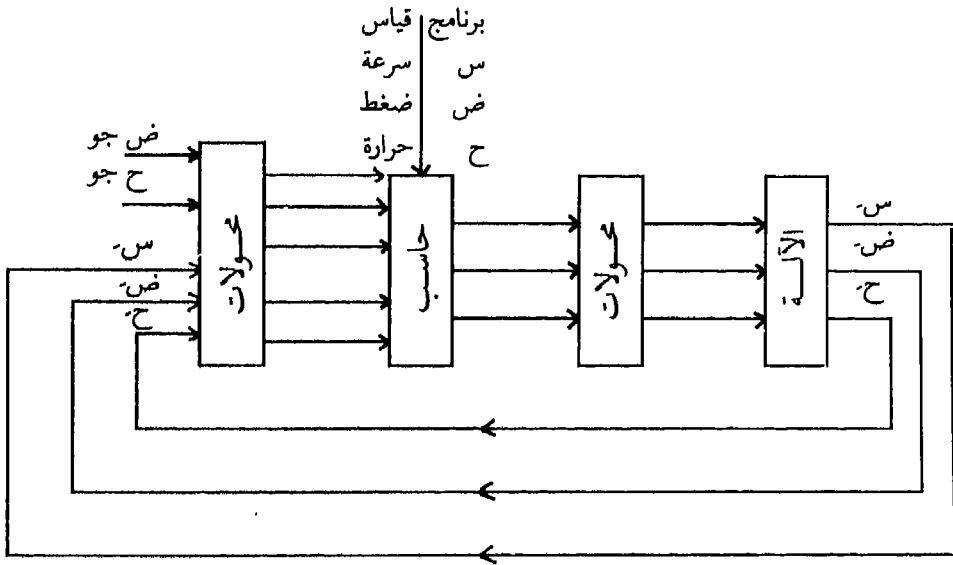 برنامج قياس
س سرعة
ض ضغط
ح حرارة
ض جو
ح جو
سَ
ضَ
حَ
محولات
حاسب
محولات
الآلة
سَ
ضَ
حَ